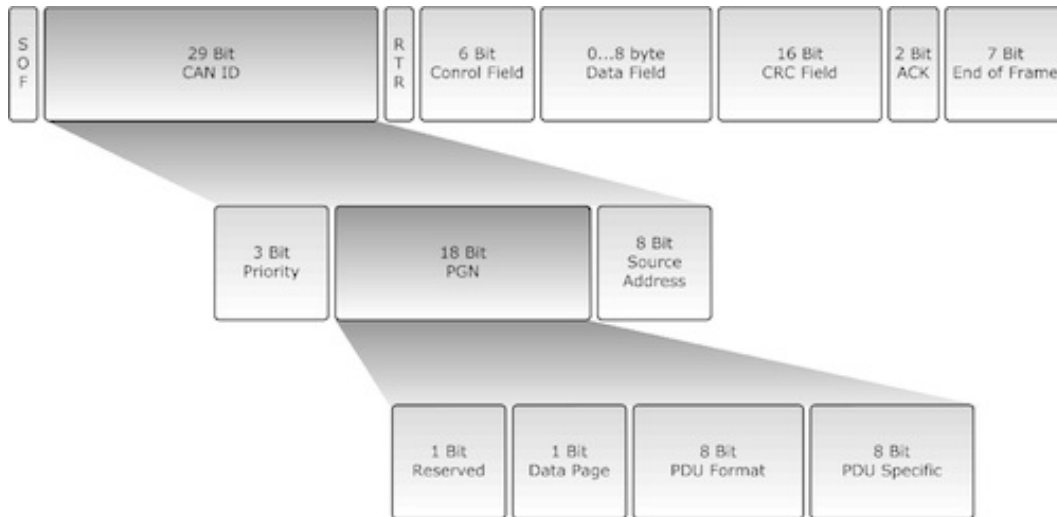 S
O
F
29 Bit
CAN ID
R
T
R
6 Bit
Conrol Field
0...8 byte
Data Field
16 Bit
CRC Field
2 Bit
ACK
7 Bit
End of Frame
3 Bit
Priority
18 Bit
PGN
8 Bit
Source
Address
1 Bit
Reserved
1 Bit
Data Page
8 Bit
PDU Format
8 Bit
PDU Specific